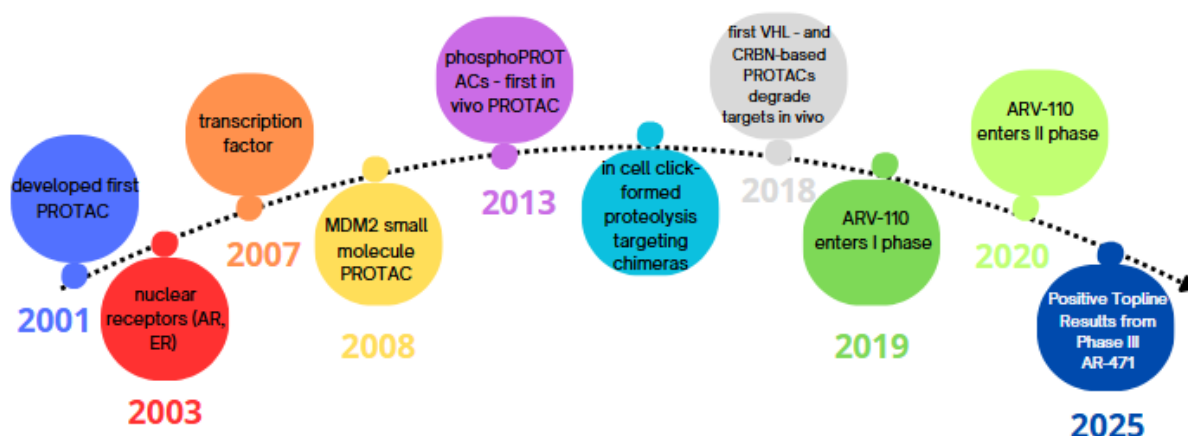 developed first
PROTAC
2001
nuclear
receptors (AR,
ER)
2003
transcription
factor
2007
MDM2 small
molecule
PROTAC
2008
phosphoPROT
ACs - first in
vivo PROTAC
2013
in cell click-
formed
proteolysis
targeting
chimeras
first VHL - and
CRBN-based
PROTACs
degrade
targets in vivo
2018
ARV-110
enters I phase
2019
ARV-110
enters II phase
2020
Positive Topline
Results from
Phase III
AR-471
2025